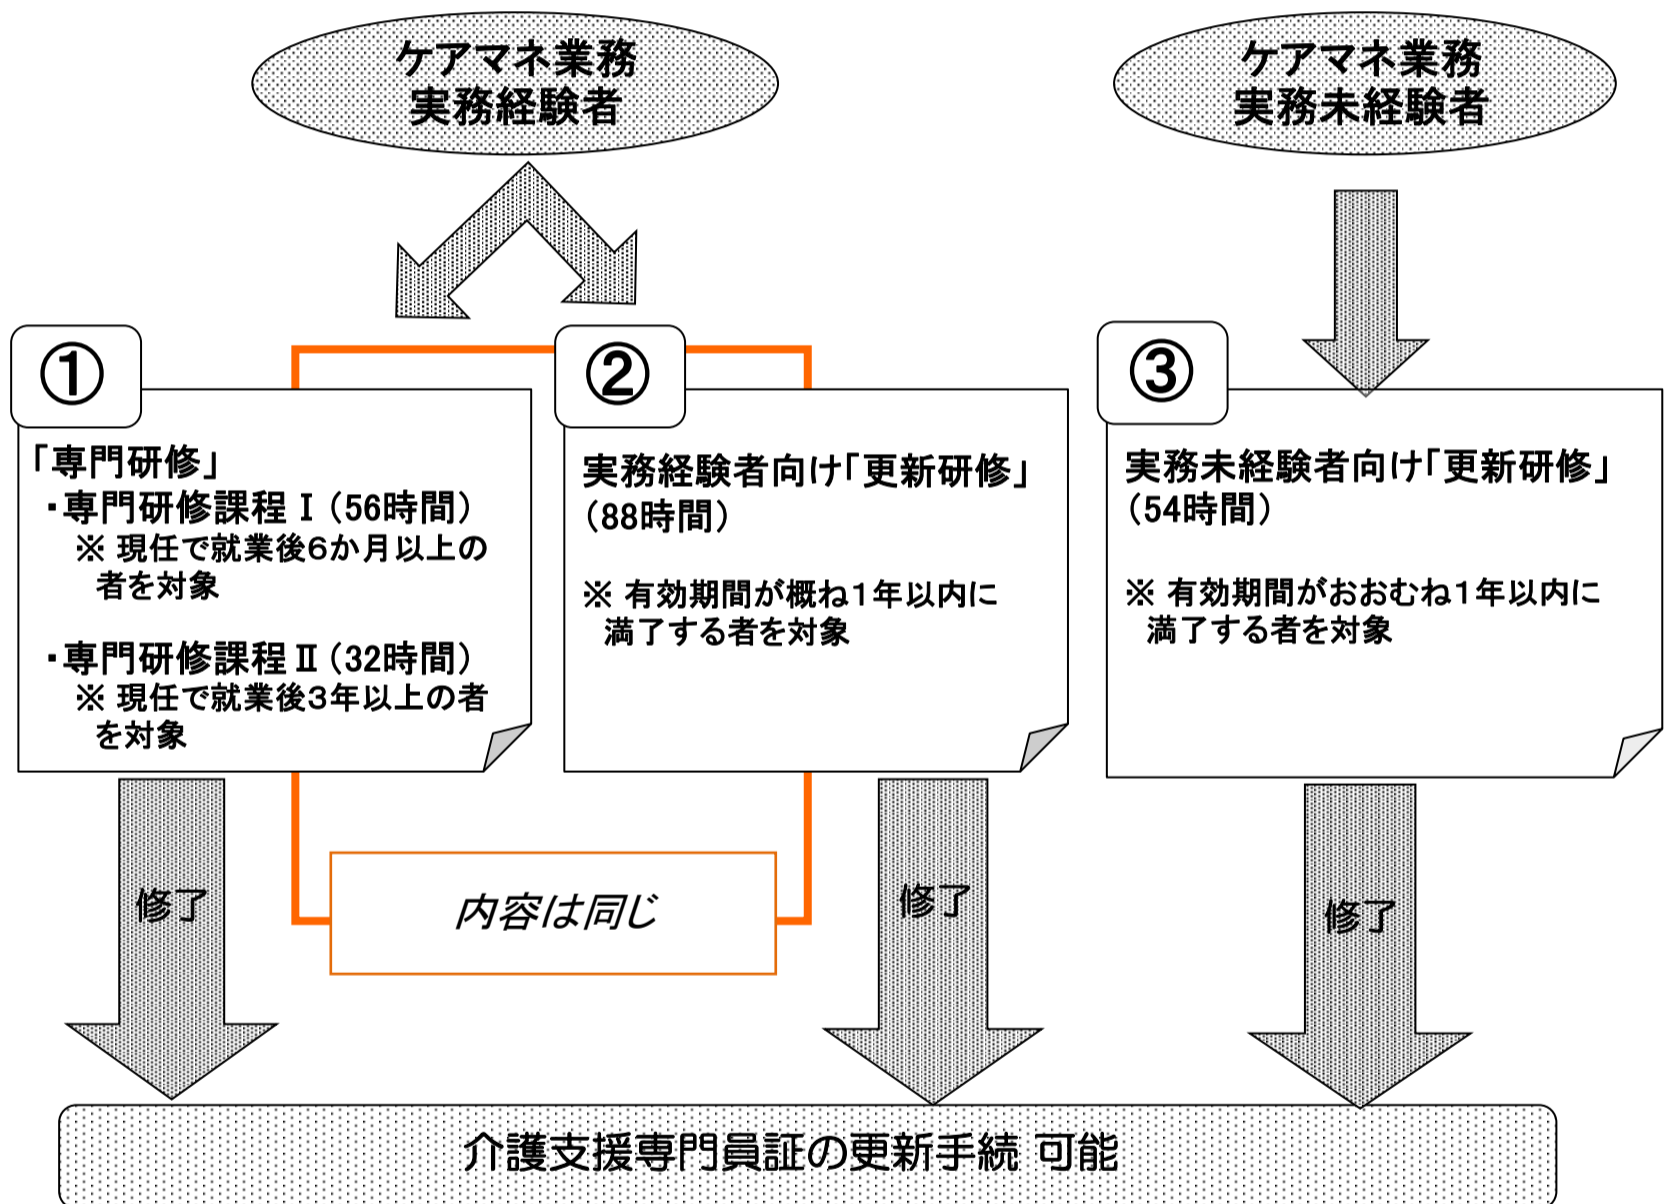 ケアマネ業務
実務経験者
ケアマネ業務
実務未経験者
①
「専門研修」
・専門研修課程Ⅰ（56時間）
※ 現任で就業後６か月以上の
者を対象
・専門研修課程Ⅱ（32時間）
※ 現任で就業後３年以上の者
を対象
②
実務経験者向け「更新研修」
（88時間）
※ 有効期間が概ね１年以内に
満了する者を対象
③
実務未経験者向け「更新研修」
（54時間）
※ 有効期間がおおむね１年以内に
満了する者を対象
修了
内容は同じ
修了
修了
介護支援専門員証の更新手続 可能